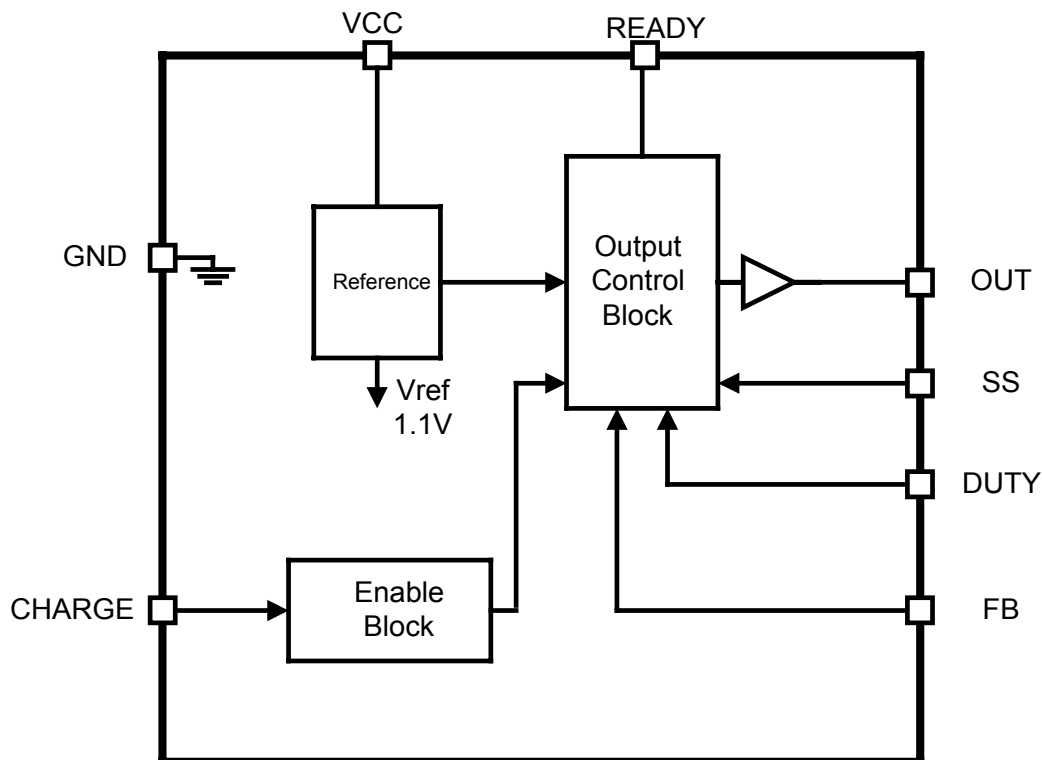 VCC
READY
GND
Reference
Output
Control
Block
OUT
Vref
1.1V
SS
DUTY
CHARGE
Enable
Block
FB